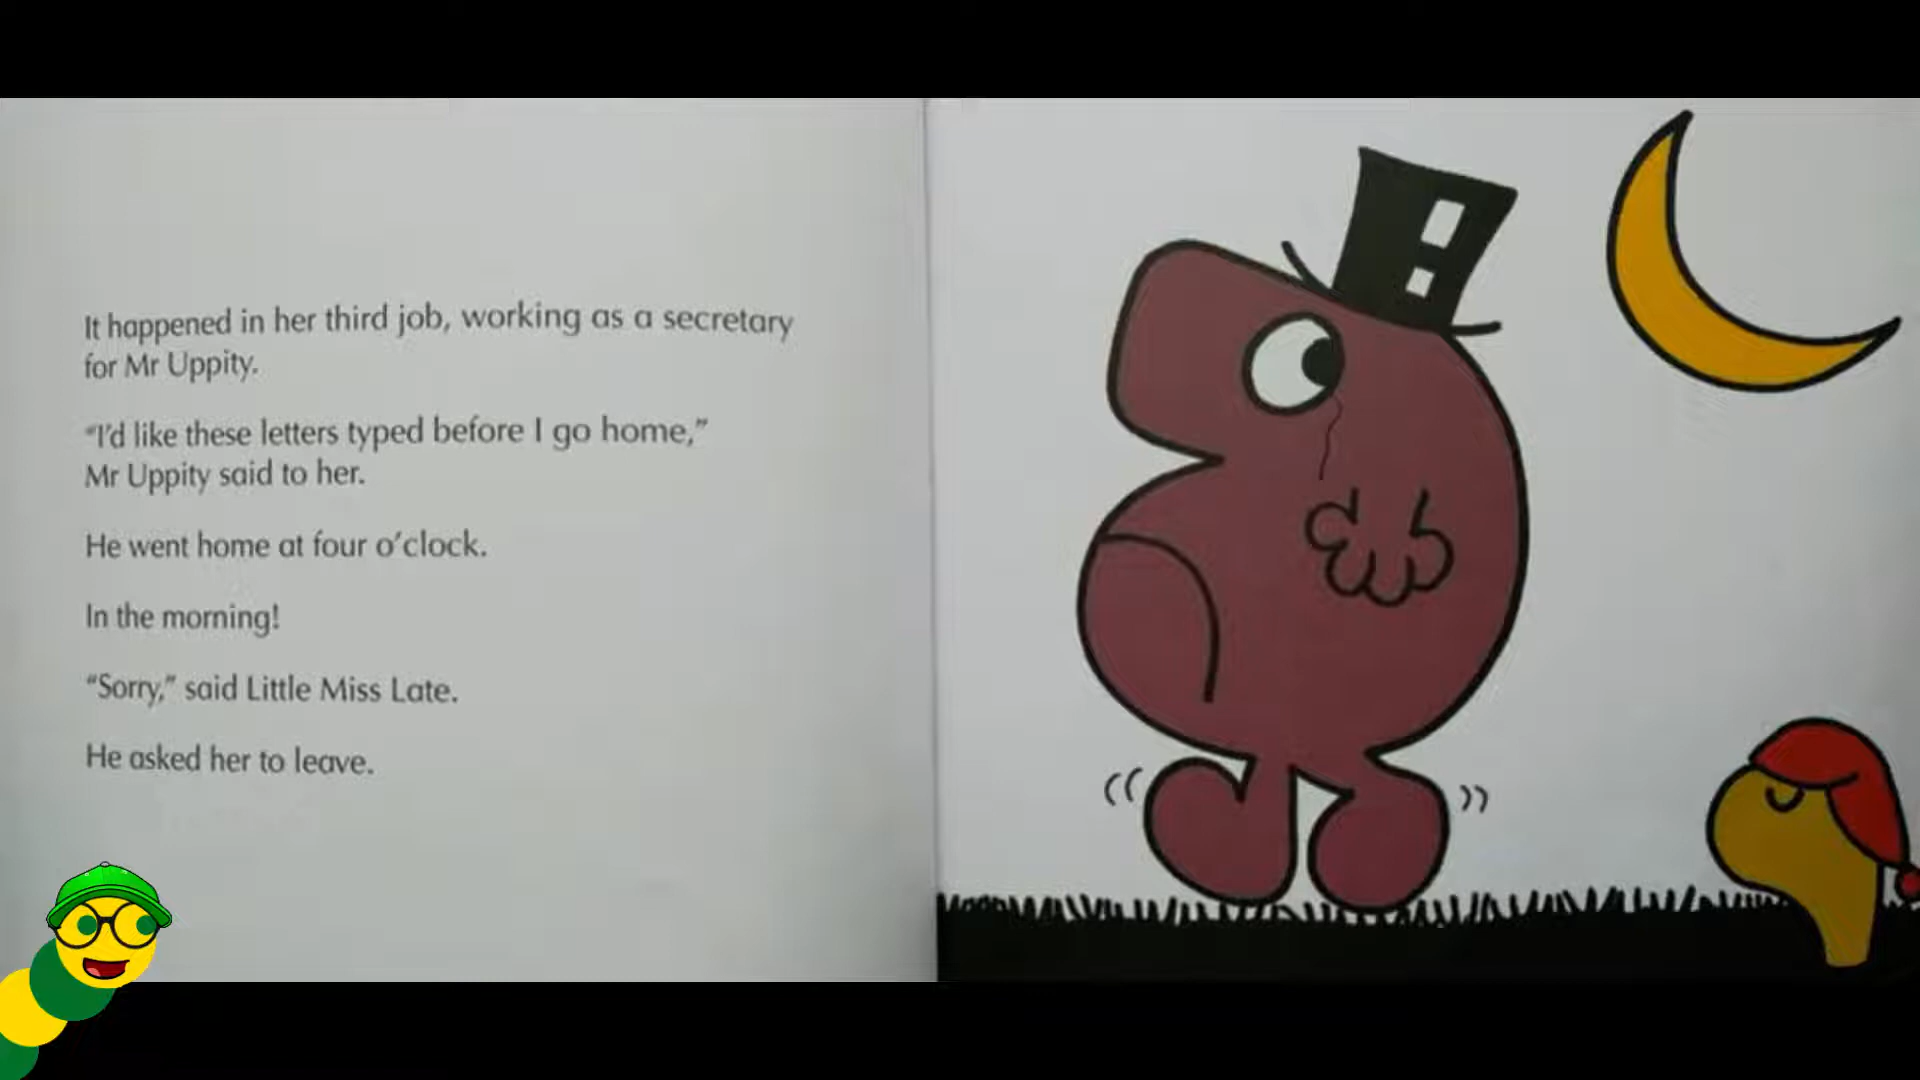 It happened in her third job, working as a secretary
for Mr Uppity.
“I’d like these letters typed before I go home,”
Mr Uppity said to her.
He went home at four o’clock.
In the morning!
“Sorry,” said Little Miss Late.
He asked her to leave.